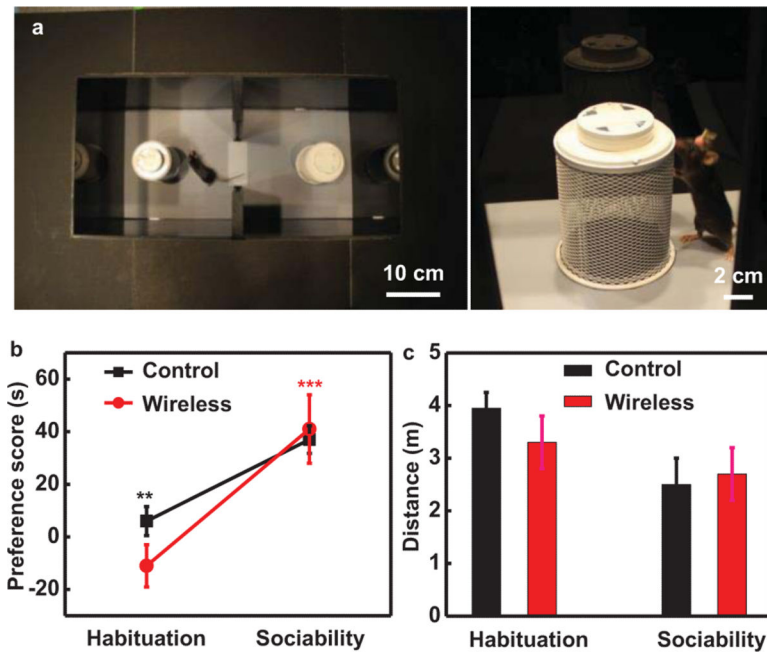 a
10 cm
2 cm
b
Control
Wireless
**
***
Preference score (s)
60
40
20
0
-20
Habituation
Sociability
c
Control
Wireless
Distance (m)
5
4
3
2
1
0
Habituation
Sociability